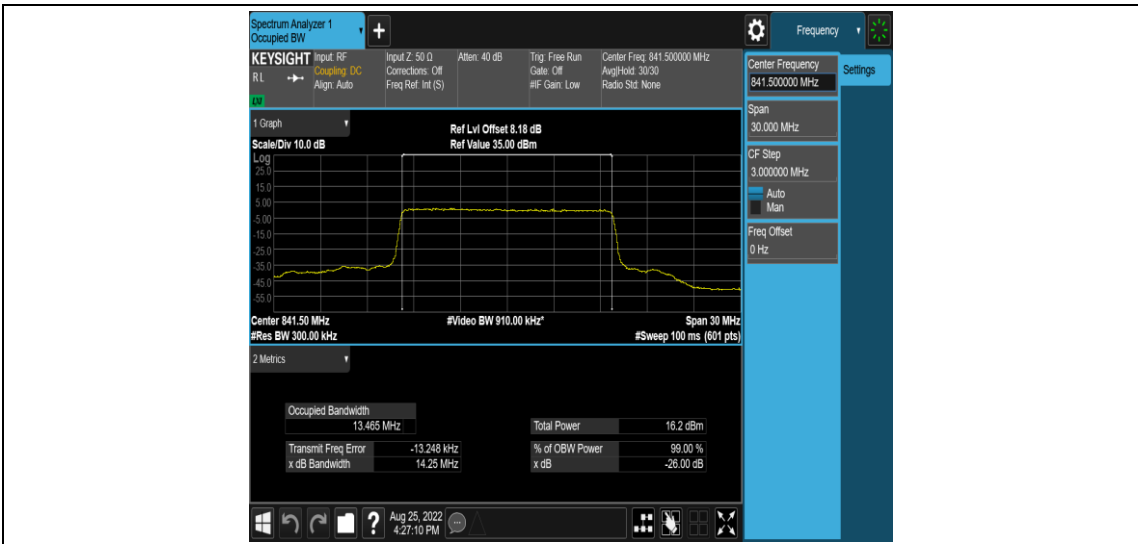 Spectrum Analyzer 1
Occupied BW
+
Frequency
KEYSIGHT
RL
LXI
Input: RF
Coupling: DC
Align: Auto
Input Z: 50 Ω
Corrections: Off
Freq Ref: Int (S)
Atten: 40 dB
Trig: Free Run
Gate: Off
#IF Gain: Low
Center Freq: 841.500000 MHz
Avg|Hold: 30/30
Radio Std: None
Center Frequency
841.500000 MHz
Settings
Span
30.000 MHz
CF Step
3.000000 MHz
Auto
Man
Freq Offset
0 Hz
1 Graph
Scale/Div 10.0 dB
Ref Lvl Offset 8.18 dB
Ref Value 35.00 dBm
Log
25.0
15.0
5.00
-5.00
-15.0
-25.0
-35.0
-45.0
-55.0
Center 841.50 MHz
#Res BW 300.00 kHz
#Video BW 910.00 kHz*
Span 30 MHz
#Sweep 100 ms (601 pts)
2 Metrics
Occupied Bandwidth
13.465 MHz
Total Power 16.2 dBm
Transmit Freq Error -13.248 kHz
% of OBW Power 99.00 %
x dB Bandwidth 14.25 MHz
x dB -26.00 dB
?
Aug 25, 2022
4:27:10 PM